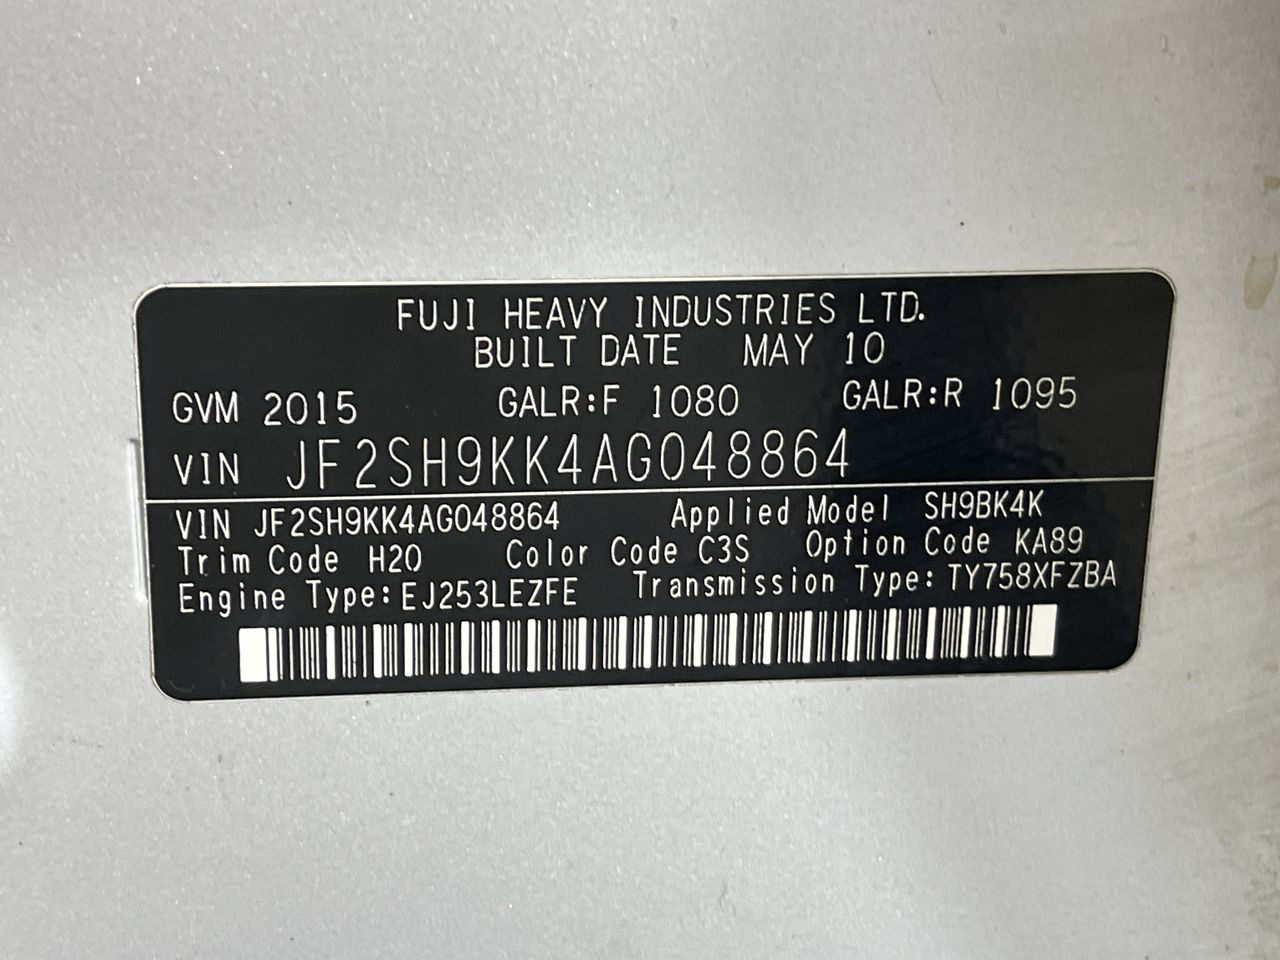 FUJI HEAVY INDUSTRIES LTD.
BUILT DATE MAY 10
GVM 2015 GALR:F 1080 GALR:R 1095
VIN JF2SH9KK4AG048864
VIN JF2SH9KK4AG048864 Applied Model SH9BK4K
Trim Code H20 Color Code C3S Option Code KA89
Engine Type:EJ253LEZFE Transmission Type:TY758XFZBA